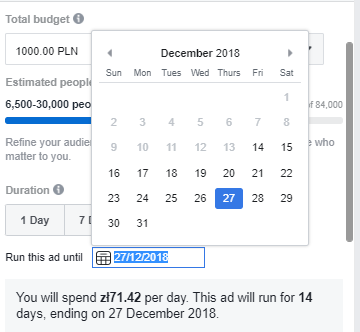 Total budget
1000.00 PLN
December 2018
Sun Mon Tues Wed Thurs Fri Sat
1
2 3 4 5 6 7 8
9 10 11 12 13 14 15
16 17 18 19 20 21 22
23 24 25 26 27 28 29
30 31
Estimated people
6,500-30,000 peo of 84,000
Refine your audien who
matter to you.
Duration
1 Day 7
Run this ad until 27/12/2018
You will spend zł71.42 per day. This ad will run for 14
days, ending on 27 December 2018.